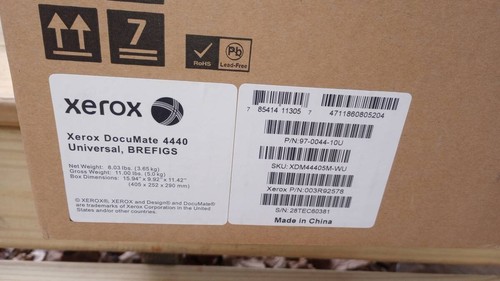 7
RoHS
Pb
Lead-Free
xerox
Xerox DocuMate 4440
Universal, BREFIGS
Net Weight: 8.03 lbs. (3.65 kg)
Gross Weight: 11.00 lbs. (5.0 kg)
Box Dimensions: 15.94" x 9.92" x 11.42"
(405 x 252 x 290 mm)
© XEROX®, XEROX and Design® and DocuMate®
are trademarks of Xerox Corporation in the United
States and/or other countries.
7 85414 11305 7
4711860805204
P/N:97-0044-10U
SKU: XDM44405M-WU
Xerox P/N:003R92578
S/N: 28TEC60381
Made in China